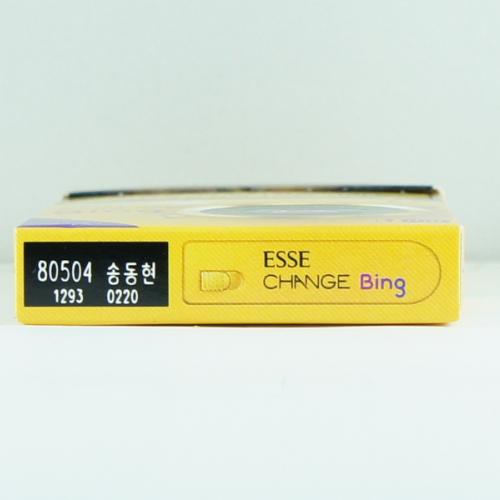 80504 송동현
1293 0220
ESSE
CHANGE Bing